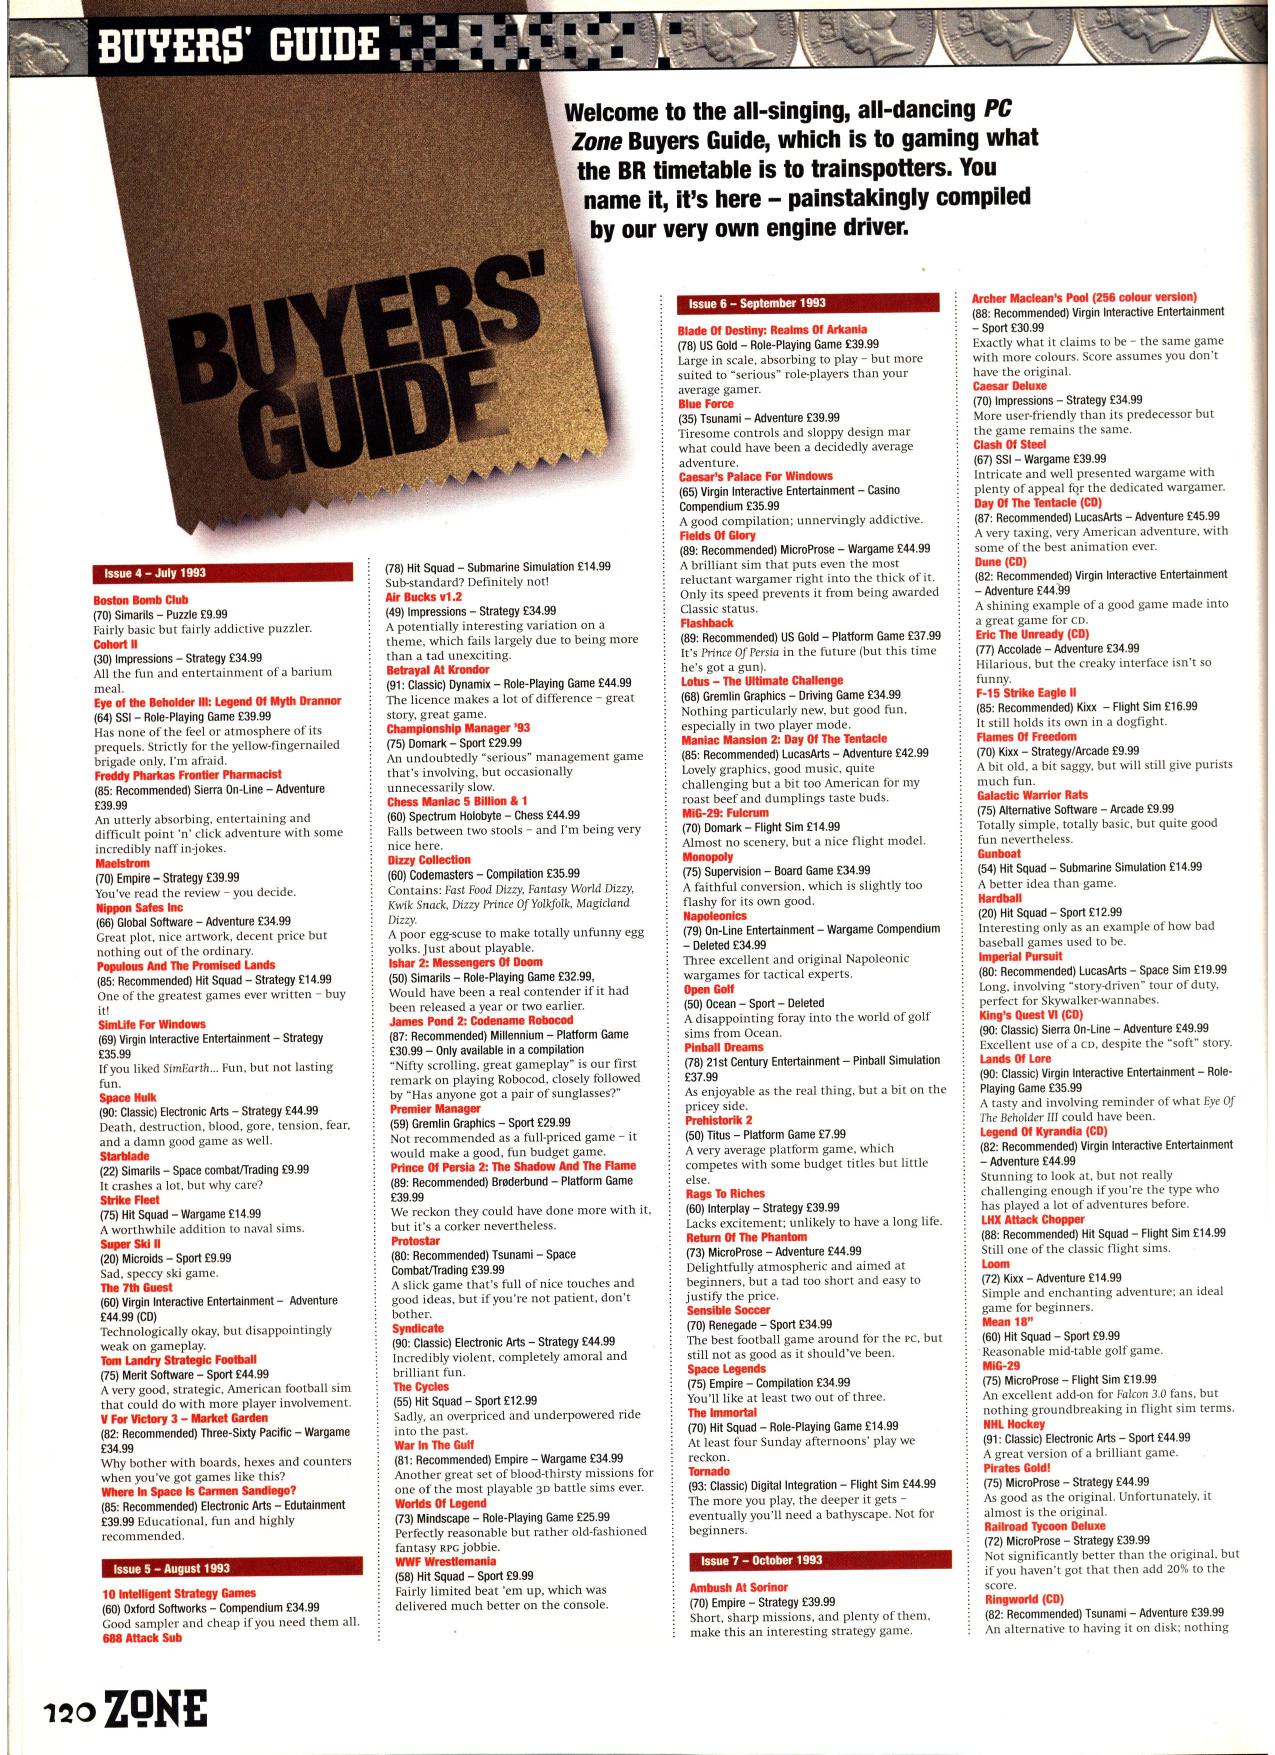 BUYERS' GUIDE
Welcome to the all-singing, all-dancing PC
Zone Buyers Guide, which is to gaming what
the BR timetable is to trainspotters. You
name it, it's here – painstakingly compiled
by our very own engine driver.
BUYERS'
GUIDE
Issue 4 – July 1993
Boston Bomb Club
(70) Simarils – Puzzle £9.99
Fairly basic but fairly addictive puzzler.
Cohort II
(30) Impressions – Strategy £34.99
All the fun and entertainment of a barium
meal.
Eye of the Beholder III: Legend Of Myth Drannor
(64) SSI – Role-Playing Game £39.99
Has none of the feel or atmosphere of its
prequels. Strictly for the yellow-fingernailed
brigade only, I'm afraid.
Freddy Pharkas Frontier Pharmacist
(85: Recommended) Sierra On-Line – Adventure
£39.99
An utterly absorbing, entertaining and
difficult point 'n' click adventure with some
incredibly naff in-jokes.
Maelstrom
(70) Empire – Strategy £39.99
You've read the review – you decide.
Nippon Safes Inc
(66) Global Software – Adventure £34.99
Great plot, nice artwork, decent price but
nothing out of the ordinary.
Populous And The Promised Lands
(85: Recommended) Hit Squad – Strategy £14.99
One of the greatest games ever written – buy
it!
SimLife For Windows
(69) Virgin Interactive Entertainment – Strategy
£35.99
If you liked SimEarth... Fun, but not lasting
fun.
Space Hulk
(90: Classic) Electronic Arts – Strategy £44.99
Death, destruction, blood, gore, tension, fear,
and a damn good game as well.
Starblade
(22) Simarils – Space combat/Trading £9.99
It crashes a lot, but why care?
Strike Fleet
(75) Hit Squad – Wargame £14.99
A worthwhile addition to naval sims.
Super Ski II
(20) Microids – Sport £9.99
Sad, speccy ski game.
The 7th Guest
(60) Virgin Interactive Entertainment – Adventure
£44.99 (CD)
Technologically okay, but disappointingly
weak on gameplay.
Tom Landry Strategic Football
(75) Merit Software – Sport £44.99
A very good, strategic, American football sim
that could do with more player involvement.
V For Victory 3 – Market Garden
(82: Recommended) Three-Sixty Pacific – Wargame
£34.99
Why bother with boards, hexes and counters
when you've got games like this?
Where In Space Is Carmen Sandiego?
(85: Recommended) Electronic Arts – Edutainment
£39.99 Educational, fun and highly
recommended.
Issue 5 – August 1993
10 Intelligent Strategy Games
(60) Oxford Softworks – Compendium £34.99
Good sampler and cheap if you need them all.
688 Attack Sub
(78) Hit Squad – Submarine Simulation £14.99
Sub-standard? Definitely not!
Air Bucks v1.2
(49) Impressions – Strategy £34.99
A potentially interesting variation on a
theme, which fails largely due to being more
than a tad unexciting.
Betrayal At Krondor
(91: Classic) Dynamix – Role-Playing Game £44.99
The licence makes a lot of difference – great
story, great game.
Championship Manager '93
(75) Domark – Sport £29.99
An undoubtedly "serious" management game
that's involving, but occasionally
unnecessarily slow.
Chess Maniac 5 Billion & 1
(60) Spectrum Holobyte – Chess £44.99
Falls between two stools – and I'm being very
nice here.
Dizzy Collection
(60) Codemasters – Compilation £35.99
Contains: Fast Food Dizzy, Fantasy World Dizzy,
Kwik Snack, Dizzy Prince Of Yolkfolk, Magicland
Dizzy.
A poor egg-scuse to make totally unfunny egg
yolks. Just about playable.
Ishar 2: Messengers Of Doom
(50) Simarils – Role-Playing Game £32.99,
Would have been a real contender if it had
been released a year or two earlier.
James Pond 2: Codename Robocod
(87: Recommended) Millennium – Platform Game
£30.99 – Only available in a compilation
"Nifty scrolling, great gameplay" is our first
remark on playing Robocod, closely followed
by "Has anyone got a pair of sunglasses?"
Premier Manager
(59) Gremlin Graphics – Sport £29.99
Not recommended as a full-priced game – it
would make a good, fun budget game.
Prince Of Persia 2: The Shadow And The Flame
(89: Recommended) Brøderbund – Platform Game
£39.99
We reckon they could have done more with it,
but it's a corker nevertheless.
Protostar
(80: Recommended) Tsunami – Space
Combat/Trading £39.99
A slick game that's full of nice touches and
good ideas, but if you're not patient, don't
bother.
Syndicate
(90: Classic) Electronic Arts – Strategy £44.99
Incredibly violent, completely amoral and
brilliant fun.
The Cycles
(55) Hit Squad – Sport £12.99
Sadly, an overpriced and underpowered ride
into the past.
War In The Gulf
(81: Recommended) Empire – Wargame £34.99
Another great set of blood-thirsty missions for
one of the most playable 3D battle sims ever.
Worlds Of Legend
(73) Mindscape – Role-Playing Game £25.99
Perfectly reasonable but rather old-fashioned
fantasy RPG jobbie.
WWF Wrestlemania
(58) Hit Squad – Sport £9.99
Fairly limited beat 'em up, which was
delivered much better on the console.
Issue 6 – September 1993
Blade Of Destiny: Realms Of Arkania
(78) US Gold – Role-Playing Game £39.99
Large in scale, absorbing to play – but more
suited to "serious" role-players than your
average gamer.
Blue Force
(35) Tsunami – Adventure £39.99
Tiresome controls and sloppy design mar
what could have been a decidedly average
adventure.
Caesar's Palace For Windows
(65) Virgin Interactive Entertainment – Casino
Compendium £35.99
A good compilation; unnervingly addictive.
Fields Of Glory
(89: Recommended) MicroProse – Wargame £44.99
A brilliant sim that puts even the most
reluctant wargamer right into the thick of it.
Only its speed prevents it from being awarded
Classic status.
Flashback
(89: Recommended) US Gold – Platform Game £37.99
It's Prince Of Persia in the future (but this time
he's got a gun).
Lotus – The Ultimate Challenge
(68) Gremlin Graphics – Driving Game £34.99
Nothing particularly new, but good fun,
especially in two player mode.
Maniac Mansion 2: Day Of The Tentacle
(85: Recommended) LucasArts – Adventure £42.99
Lovely graphics, good music, quite
challenging but a bit too American for my
roast beef and dumplings taste buds.
MiG-29: Fulcrum
(70) Domark – Flight Sim £14.99
Almost no scenery, but a nice flight model.
Monopoly
(75) Supervision – Board Game £34.99
A faithful conversion, which is slightly too
flashy for its own good.
Napoleonics
(79) On-Line Entertainment – Wargame Compendium
– Deleted £34.99
Three excellent and original Napoleonic
wargames for tactical experts.
Open Golf
(50) Ocean – Sport – Deleted
A disappointing foray into the world of golf
sims from Ocean.
Pinball Dreams
(78) 21st Century Entertainment – Pinball Simulation
£37.99
As enjoyable as the real thing, but a bit on the
pricey side.
Prehistorik 2
(50) Titus – Platform Game £7.99
A very average platform game, which
competes with some budget titles but little
else.
Rags To Riches
(60) Interplay – Strategy £39.99
Lacks excitement; unlikely to have a long life.
Return Of The Phantom
(73) MicroProse – Adventure £44.99
Delightfully atmospheric and aimed at
beginners, but a tad too short and easy to
justify the price.
Sensible Soccer
(70) Renegade – Sport £34.99
The best football game around for the PC, but
still not as good as it should've been.
Space Legends
(75) Empire – Compilation £34.99
You'll like at least two out of three.
The Immortal
(70) Hit Squad – Role-Playing Game £14.99
At least four Sunday afternoons' play we
reckon.
Tornado
(93: Classic) Digital Integration – Flight Sim £44.99
The more you play, the deeper it gets –
eventually you'll need a bathyscape. Not for
beginners.
Issue 7 – October 1993
Ambush At Sorinor
(70) Empire – Strategy £39.99
Short, sharp missions, and plenty of them,
make this an interesting strategy game.
Archer Maclean's Pool (256 colour version)
(88: Recommended) Virgin Interactive Entertainment
– Sport £30.99
Exactly what it claims to be – the same game
with more colours. Score assumes you don't
have the original.
Caesar Deluxe
(70) Impressions – Strategy £34.99
More user-friendly than its predecessor but
the game remains the same.
Clash Of Steel
(67) SSI – Wargame £39.99
Intricate and well presented wargame with
plenty of appeal for the dedicated wargamer.
Day Of The Tentacle (CD)
(87: Recommended) LucasArts – Adventure £45.99
A very taxing, very American adventure, with
some of the best animation ever.
Dune (CD)
(82: Recommended) Virgin Interactive Entertainment
– Adventure £44.99
A shining example of a good game made into
a great game for CD.
Eric The Unready (CD)
(77) Accolade – Adventure £34.99
Hilarious, but the creaky interface isn't so
funny.
F-15 Strike Eagle II
(85: Recommended) Kixx – Flight Sim £16.99
It still holds its own in a dogfight.
Flames Of Freedom
(70) Kixx – Strategy/Arcade £9.99
A bit old, a bit saggy, but will still give purists
much fun.
Galactic Warrior Rats
(75) Alternative Software – Arcade £9.99
Totally simple, totally basic, but quite good
fun nevertheless.
Gunboat
(54) Hit Squad – Submarine Simulation £14.99
A better idea than game.
Hardball
(20) Hit Squad – Sport £12.99
Interesting only as an example of how bad
baseball games used to be.
Imperial Pursuit
(80: Recommended) LucasArts – Space Sim £19.99
Long, involving "story-driven" tour of duty,
perfect for Skywalker-wannabes.
King's Quest VI (CD)
(90: Classic) Sierra On-Line – Adventure £49.99
Excellent use of a CD, despite the "soft" story.
Lands Of Lore
(90: Classic) Virgin Interactive Entertainment – Role-
Playing Game £35.99
A tasty and involving reminder of what Eye Of
The Beholder III could have been.
Legend Of Kyrandia (CD)
(82: Recommended) Virgin Interactive Entertainment
– Adventure £44.99
Stunning to look at, but not really
challenging enough if you're the type who
has played a lot of adventures before.
LHX Attack Chopper
(88: Recommended) Hit Squad – Flight Sim £14.99
Still one of the classic flight sims.
Loom
(72) Kixx – Adventure £14.99
Simple and enchanting adventure; an ideal
game for beginners.
Mean 18"
(60) Hit Squad – Sport £9.99
Reasonable mid-table golf game.
MiG-29
(75) MicroProse – Flight Sim £19.99
An excellent add-on for Falcon 3.0 fans, but
nothing groundbreaking in flight sim terms.
NHL Hockey
(91: Classic) Electronic Arts – Sport £44.99
A great version of a brilliant game.
Pirates Gold!
(75) MicroProse – Strategy £44.99
As good as the original. Unfortunately, it
almost is the original.
Railroad Tycoon Deluxe
(72) MicroProse – Strategy £39.99
Not significantly better than the original, but
if you haven't got that then add 20% to the
score.
Ringworld (CD)
(82: Recommended) Tsunami – Adventure £39.99
An alternative to having it on disk; nothing
120 ZONE